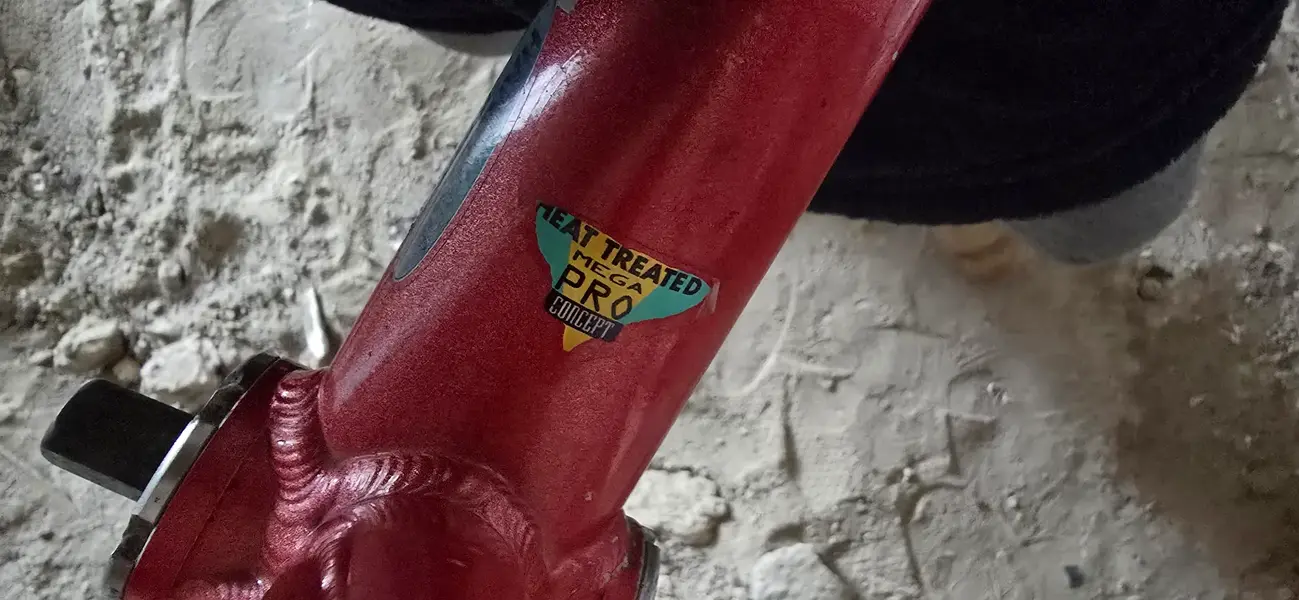 HEAT TREATED
MEGA
PRO
CONCEPT